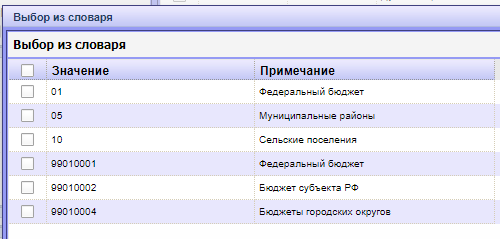 Выбор из словаря
Выбор из словаря
Значение Примечание
01 Федеральный бюджет
05 Муниципальные районы
10 Сельские поселения
99010001 Федеральный бюджет
99010002 Бюджет субъекта РФ
99010004 Бюджеты городских округов